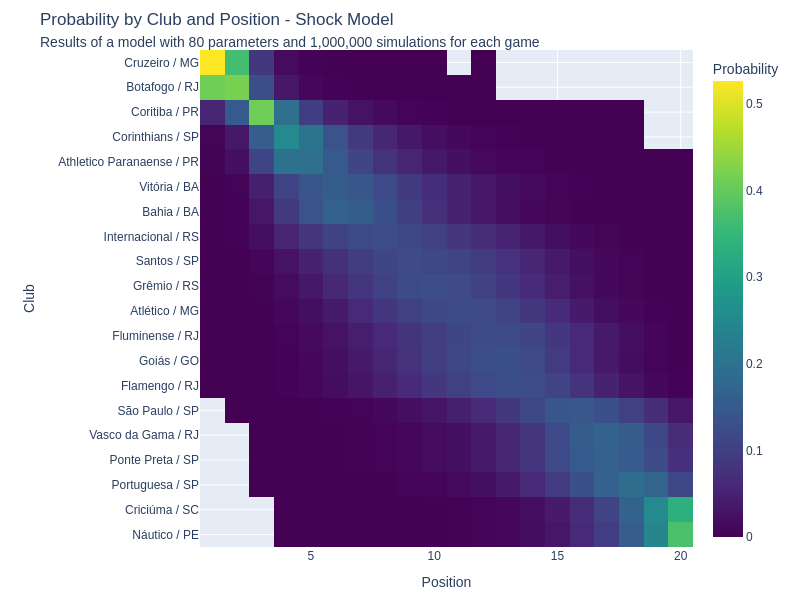 Probability by Club and Position - Shock Model
Results of a model with 80 parameters and 1,000,000 simulations for each game
Probability
Cruzeiro / MG
Botafogo / RJ
Coritiba / PR
Corinthians / SP
Athletico Paranaense / PR
Vitória / BA
Bahia / BA
Internacional / RS
Santos / SP
Grêmio / RS
Atlético / MG
Fluminense / RJ
Goiás / GO
Flamengo / RJ
São Paulo / SP
Vasco da Gama / RJ
Ponte Preta / SP
Portuguesa / SP
Criciúma / SC
Náutico / PE
Club
5
10
15
20
Position
0.5
0.4
0.3
0.2
0.1
0